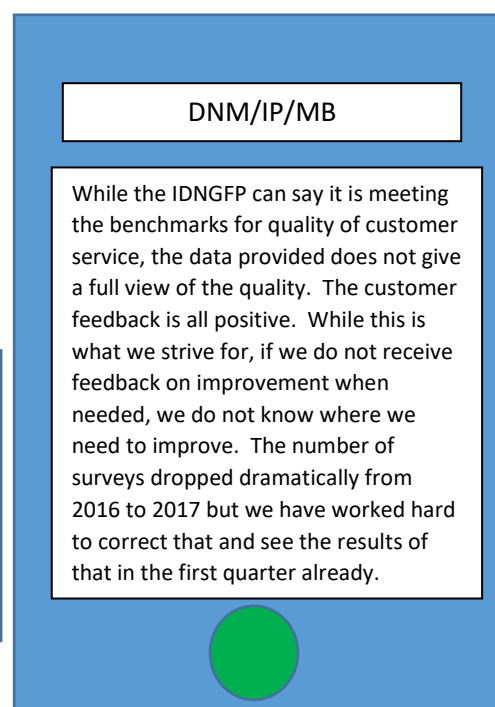 DNM/IP/MB
While the IDNGFP can say it is meeting
the benchmarks for quality of customer
service, the data provided does not give
a full view of the quality.  The customer
feedback is all positive.  While this is
what we strive for, if we do not receive
feedback on improvement when
needed, we do not know where we
need to improve.  The number of
surveys dropped dramatically from
2016 to 2017 but we have worked hard
to correct that and see the results of
that in the first quarter already.